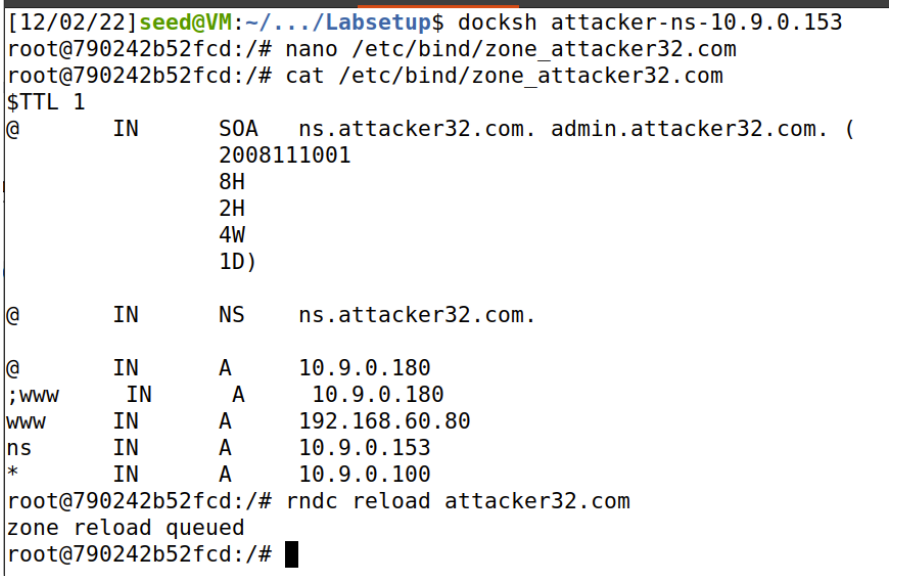 [12/02/22]seed@VM:~/.../Labsetup$ docksh attacker-ns-10.9.0.153
root@790242b52fcd:/# nano /etc/bind/zone_attacker32.com
root@790242b52fcd:/# cat /etc/bind/zone_attacker32.com
$TTL 1
@       IN      SOA   ns.attacker32.com. admin.attacker32.com. (
                2008111001
                8H
                2H
                4W
                1D)
@       IN      NS    ns.attacker32.com.
@       IN      A     10.9.0.180
;www     IN      A     10.9.0.180
www     IN      A     192.168.60.80
ns      IN      A     10.9.0.153
*       IN      A     10.9.0.100
root@790242b52fcd:/# rndc reload attacker32.com
zone reload queued
root@790242b52fcd:/#